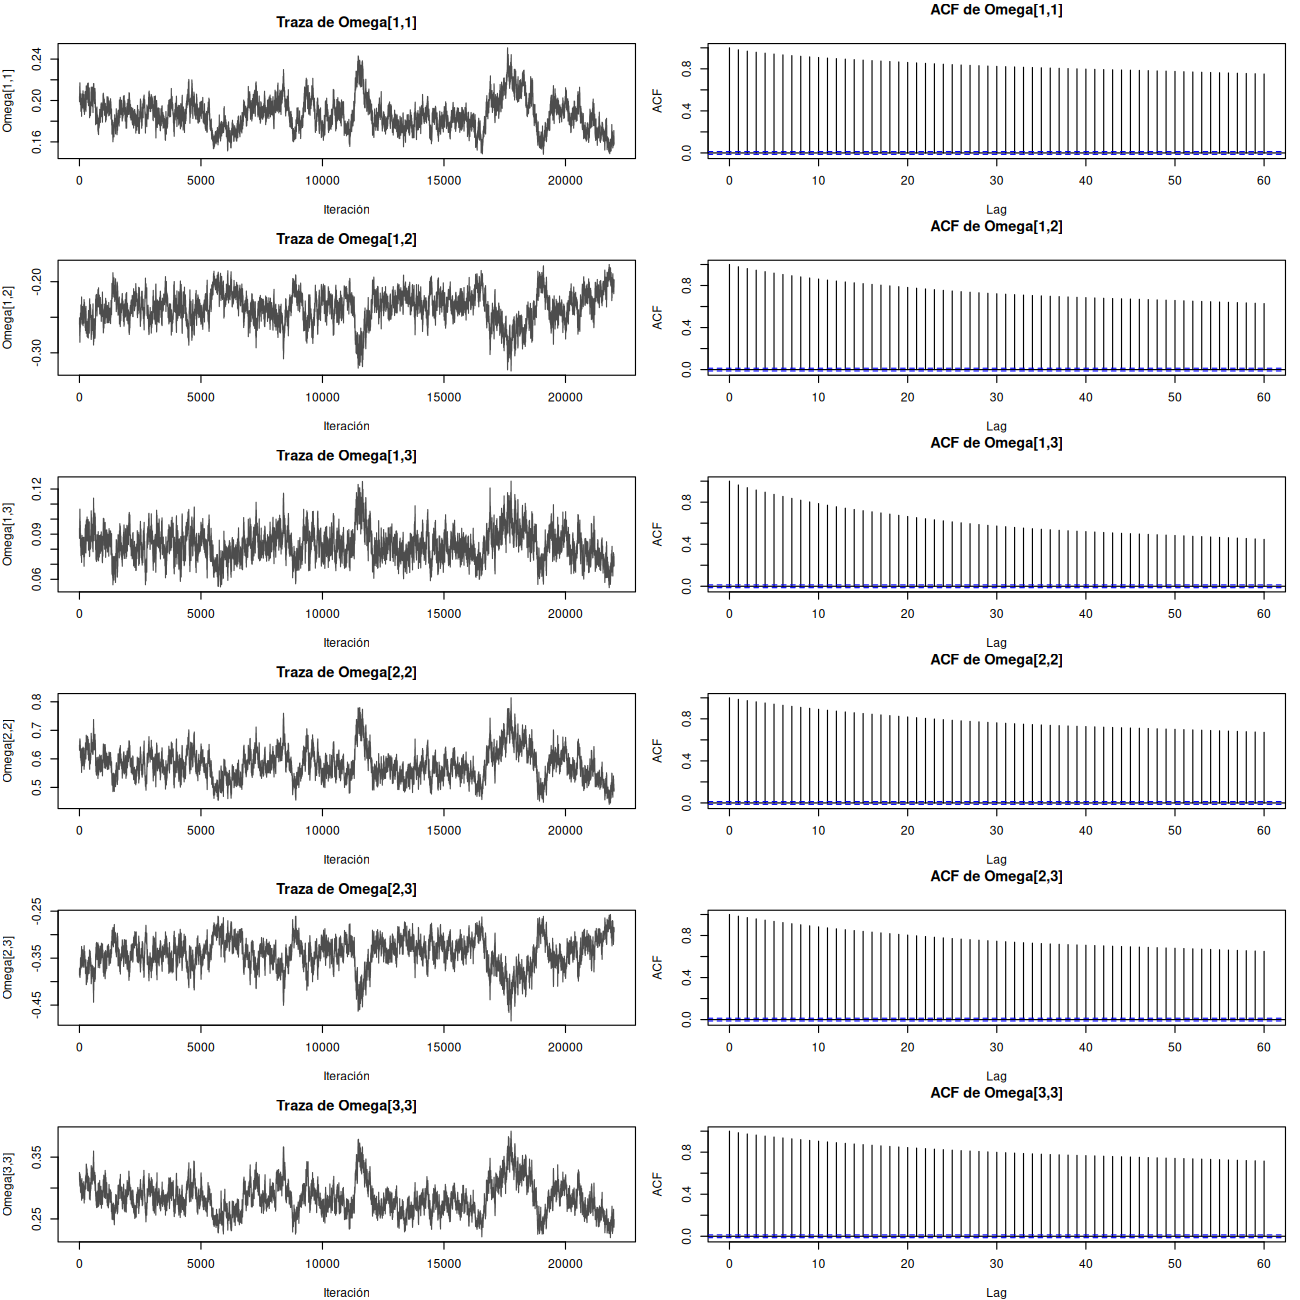 Traza de Omega[1,1]
Omega[1,1]
0.16 0.20 0.24
0 5000 10000 15000 20000
Iteración
ACF de Omega[1,1]
ACF
0.0 0.4 0.8
0 10 20 30 40 50 60
Lag
Traza de Omega[1,2]
Omega[1,2]
-0.30 -0.20
0 5000 10000 15000 20000
Iteración
ACF de Omega[1,2]
ACF
0.0 0.4 0.8
0 10 20 30 40 50 60
Lag
Traza de Omega[1,3]
Omega[1,3]
0.06 0.09 0.12
0 5000 10000 15000 20000
Iteración
ACF de Omega[1,3]
ACF
0.0 0.4 0.8
0 10 20 30 40 50 60
Lag
Traza de Omega[2,2]
Omega[2,2]
0.5 0.6 0.7 0.8
0 5000 10000 15000 20000
Iteración
ACF de Omega[2,2]
ACF
0.0 0.4 0.8
0 10 20 30 40 50 60
Lag
Traza de Omega[2,3]
Omega[2,3]
-0.45 -0.35 -0.25
0 5000 10000 15000 20000
Iteración
ACF de Omega[2,3]
ACF
0.0 0.4 0.8
0 10 20 30 40 50 60
Lag
Traza de Omega[3,3]
Omega[3,3]
0.25 0.35
0 5000 10000 15000 20000
Iteración
ACF de Omega[3,3]
ACF
0.0 0.4 0.8
0 10 20 30 40 50 60
Lag